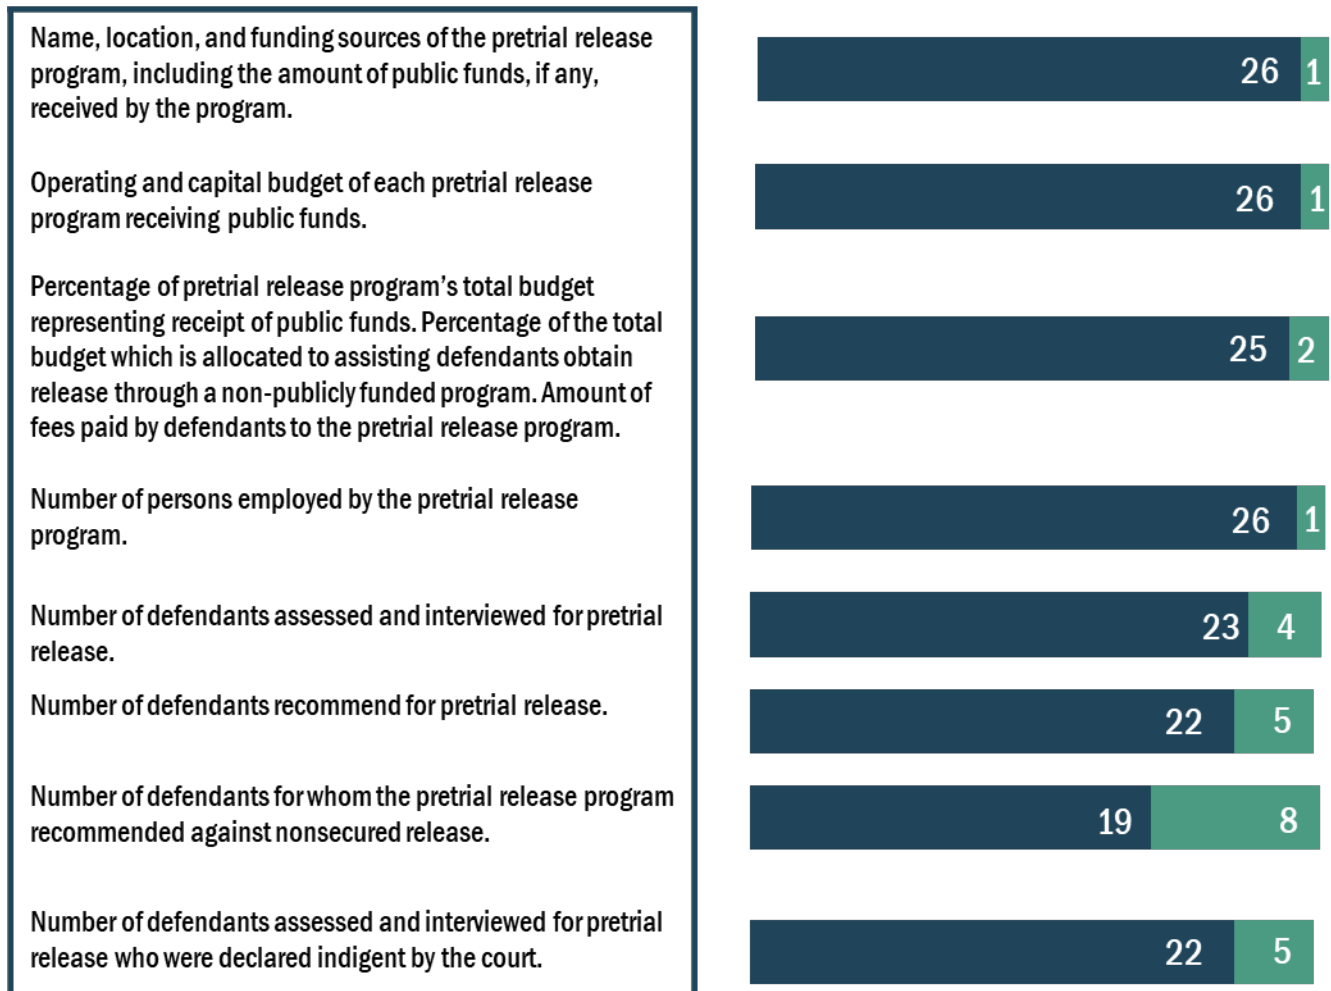 Name, location, and funding sources of the pretrial release
program, including the amount of public funds, if any,
received by the program.
26 1
Operating and capital budget of each pretrial release
program receiving public funds.
26 1
Percentage of pretrial release program's total budget
representing receipt of public funds. Percentage of the total
budget which is allocated to assisting defendants obtain
release through a non-publicly funded program. Amount of
fees paid by defendants to the pretrial release program.
25 2
Number of persons employed by the pretrial release
program.
26 1
Number of defendants assessed and interviewed for pretrial
release.
23 4
Number of defendants recommend for pretrial release.
22 5
Number of defendants for whom the pretrial release program
recommended against nonsecured release.
19 8
Number of defendants assessed and interviewed for pretrial
release who were declared indigent by the court.
22 5